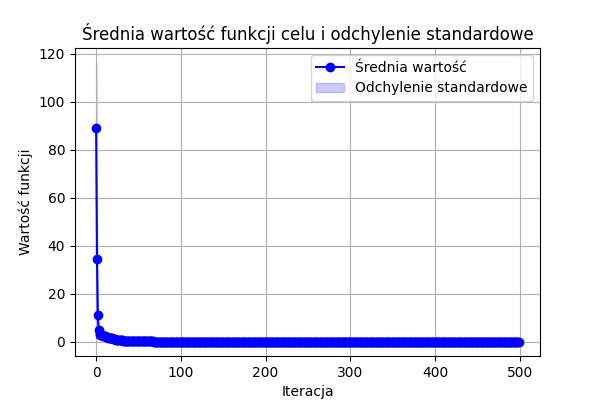 Średnia wartość funkcji celu i odchylenie standardowe
Średnia wartość
Odchylenie standardowe
Wartość funkcji
120
100
80
60
40
20
0
0 100 200 300 400 500
Iteracja